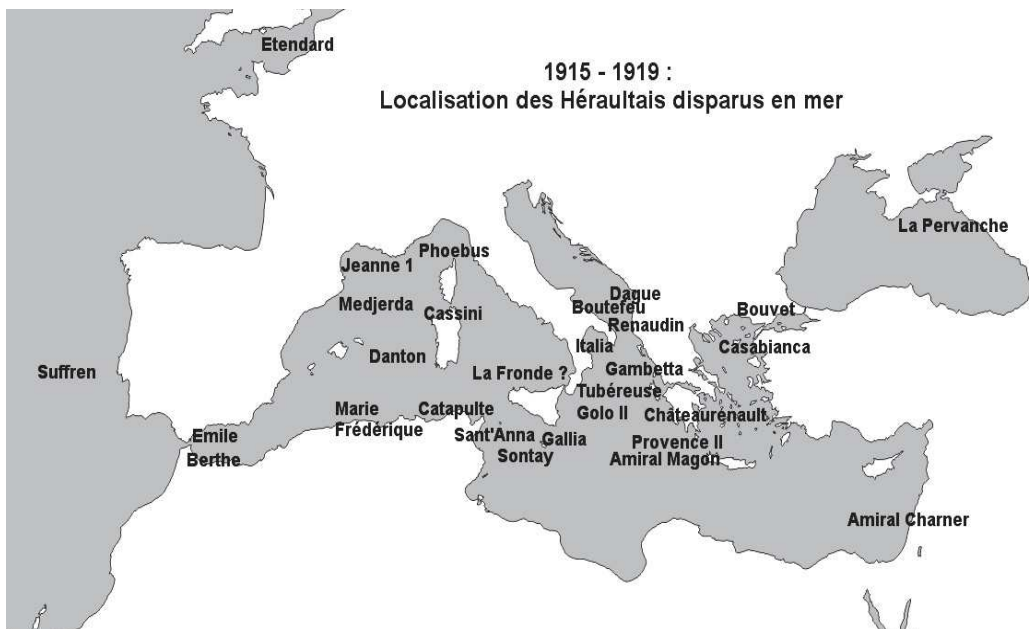 Etendard
1915 - 1919 :
Localisation des Héraultais disparus en mer
La Pervanche
Phoebus
Jeanne 1
Medjerda
Cassini
Dague
Boutefeu
Renaudin
Bouvet
Italia
Casabianca
Danton
Suffren
La Fronde ?
Gambetta
Tubéreuse
Marie
Frédérique
Catapulte
Golo II
Châteaurenault
Emile
Berthe
Sant'Anna
Gallia
Sontay
Provence II
Amiral Magon
Amiral Charner